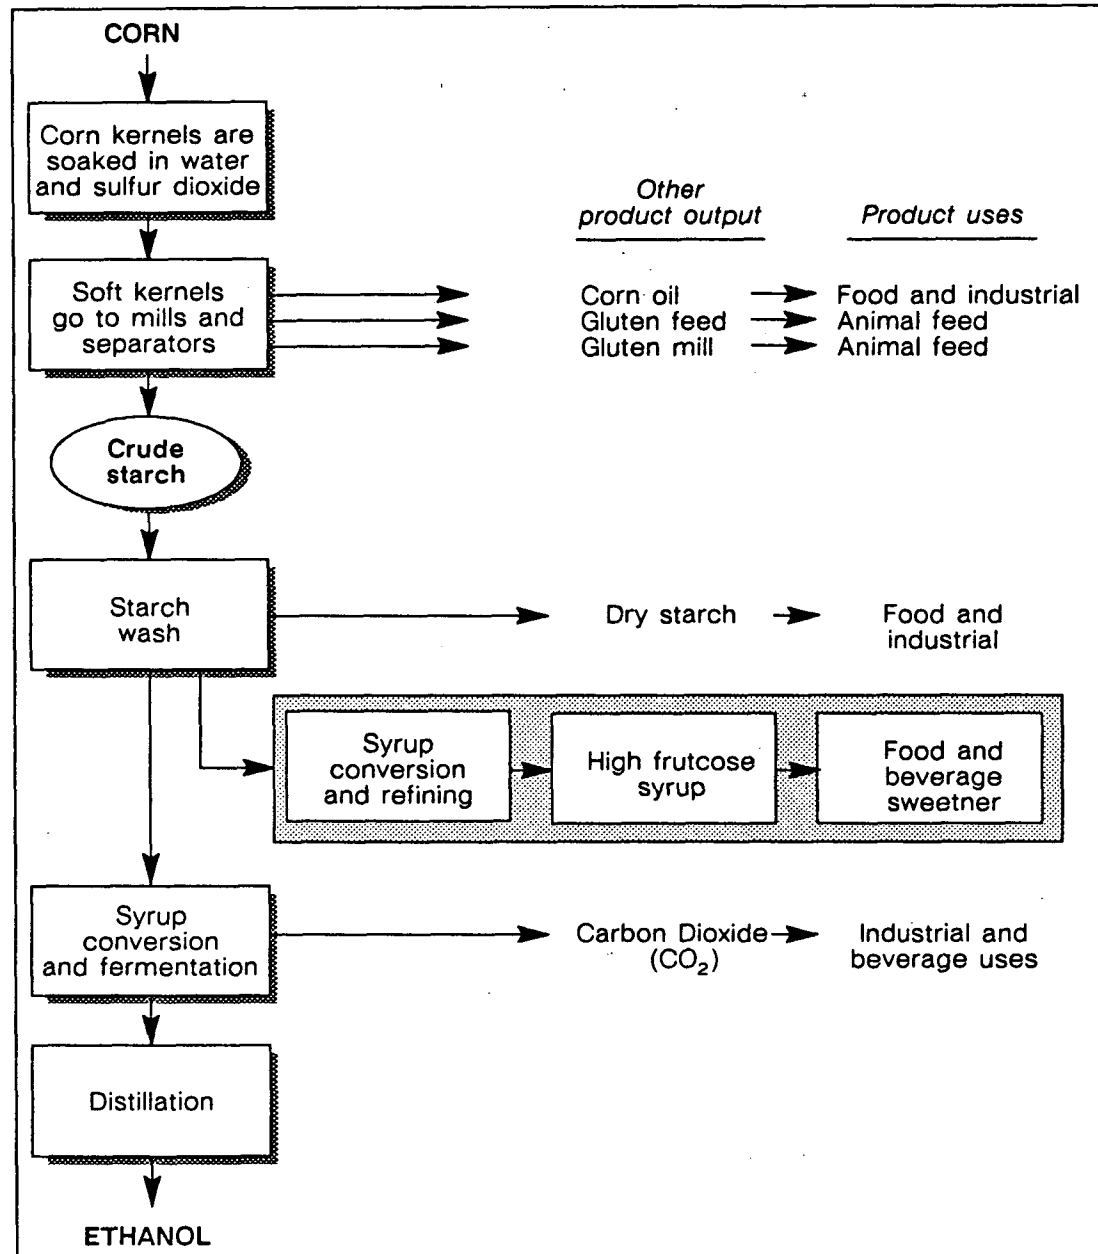 CORN
Corn kernels are
soaked in water
and sulfur dioxide
Other
product output
Product uses
Soft kernels
go to mills and
separators
Corn oil
Food and industrial
Gluten feed
Animal feed
Gluten mill
Animal feed
Crude
starch
Starch
wash
Dry starch
Food and
industrial
Syrup
conversion
and refining
High frutcose
syrup
Food and
beverage
sweetner
Syrup
conversion
and fermentation
Carbon Dioxide
(CO₂)
Industrial and
beverage uses
Distillation
ETHANOL